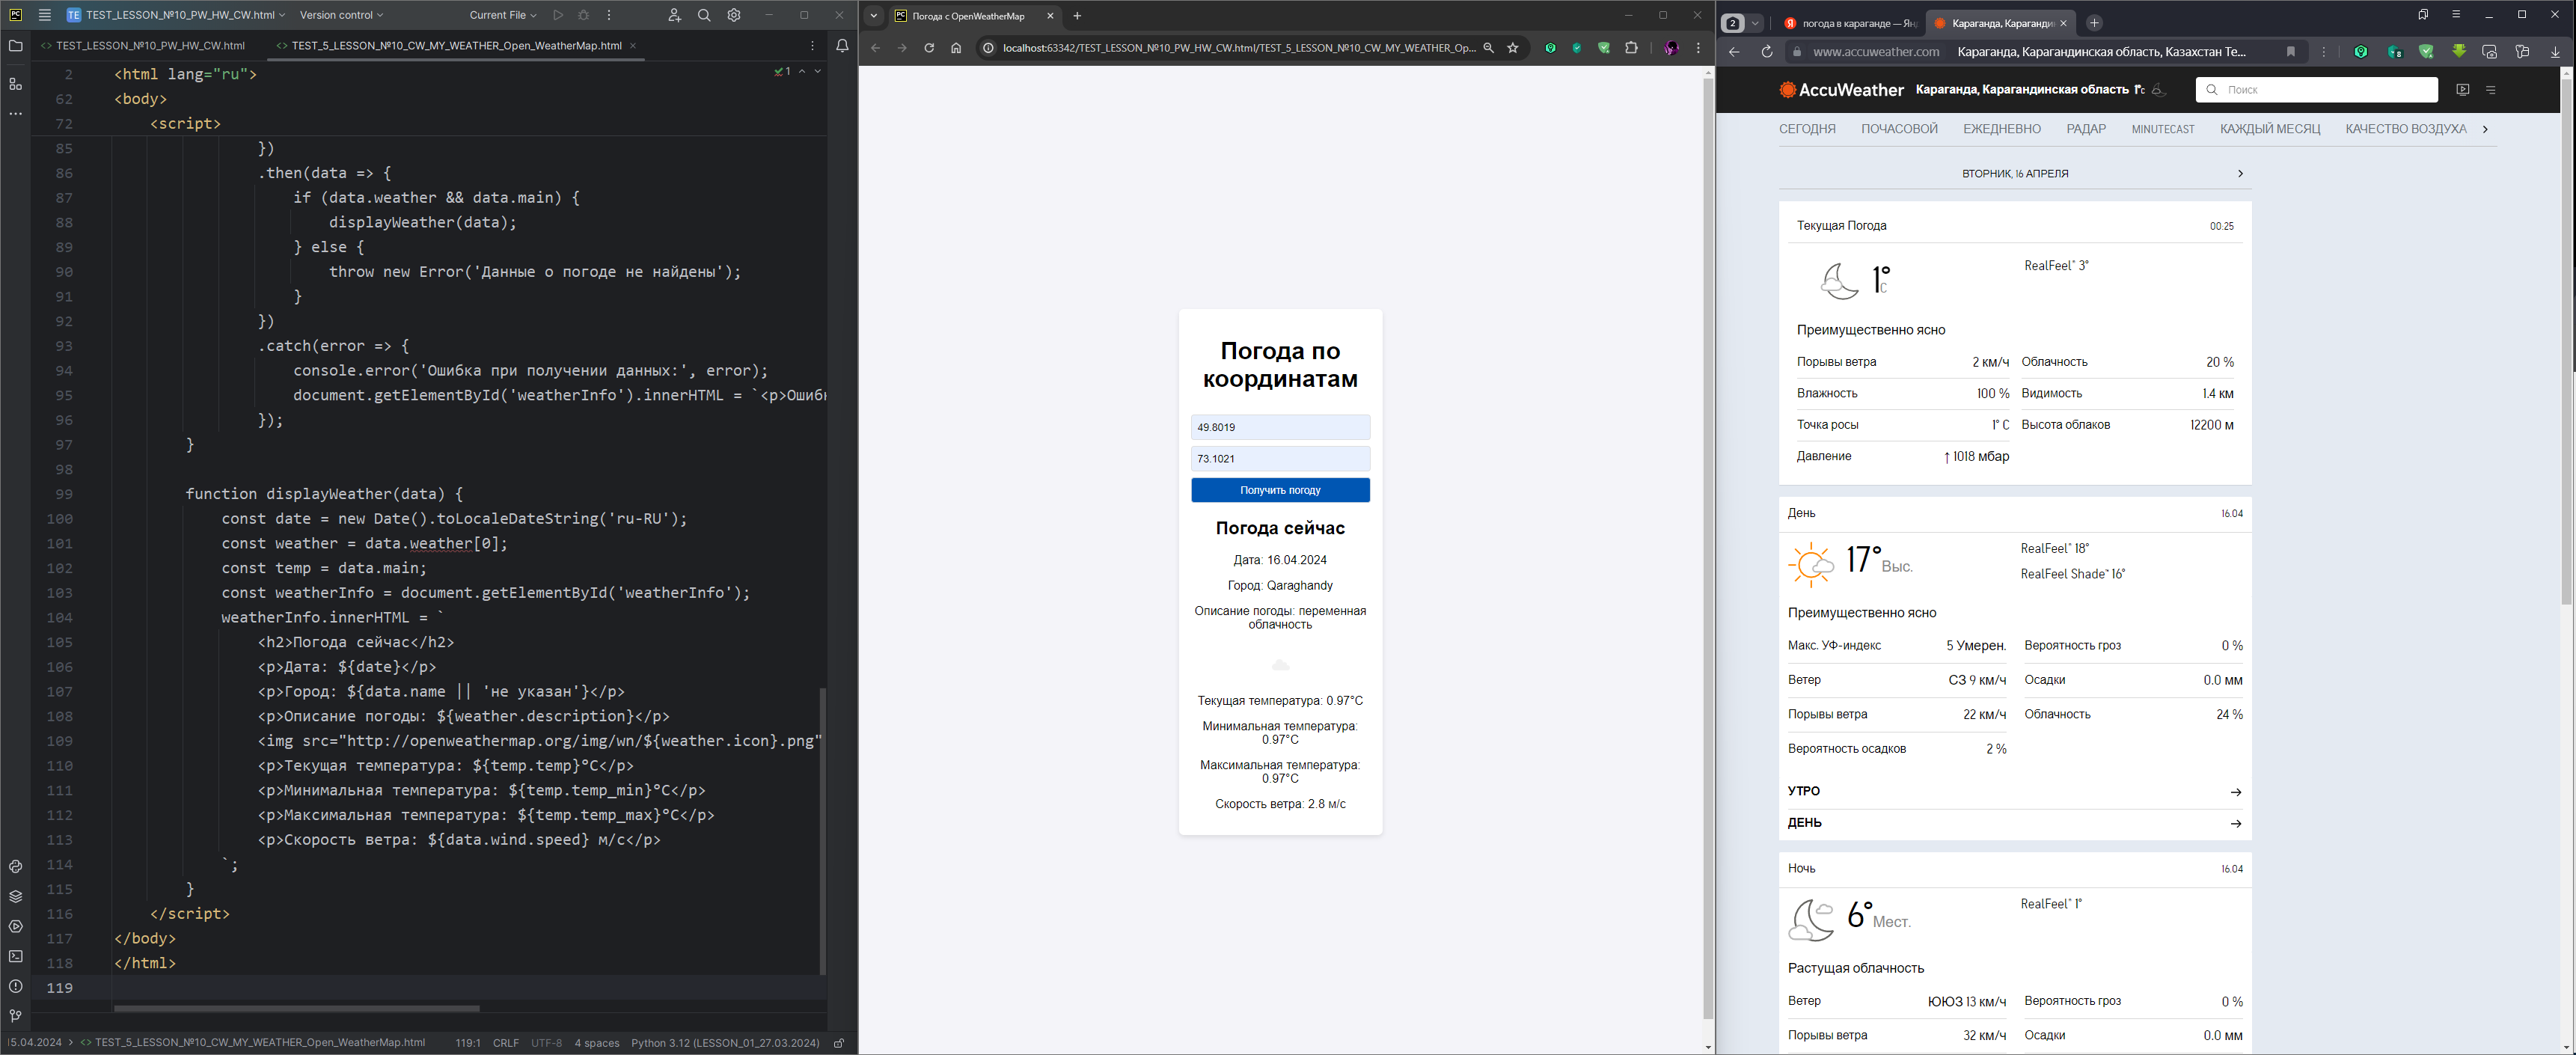 TE TEST_LESSON_№10_PW_HW_CW.html
Version control
Current File
TEST_LESSON_№10_PW_HW_CW.html
TEST_5_LESSON_№10_CW_MY_WEATHER_Open_WeatherMap.html
1
2 <html lang="ru">
62 <body>
72 <script>
85 })
86 .then(data => {
87 if (data.weather && data.main) {
88 displayWeather(data);
89 } else {
90 throw new Error('Данные о погоде не найдены');
91 }
92 })
93 .catch(error => {
94 console.error('Ошибка при получении данных:', error);
95 document.getElementById('weatherInfo').innerHTML = `<p>Ошиб
96 });
97 }
98
99 function displayWeather(data) {
100 const date = new Date().toLocaleDateString('ru-RU');
101 const weather = data.weather[0];
102 const temp = data.main;
103 const weatherInfo = document.getElementById('weatherInfo');
104 weatherInfo.innerHTML = `
105 <h2>Погода сейчас</h2>
106 <p>Дата: ${date}</p>
107 <p>Город: ${data.name || 'не указан'}</p>
108 <p>Описание погоды: ${weather.description}</p>
109 <img src="http://openweathermap.org/img/wn/${weather.icon}.png"
110 <p>Текущая температура: ${temp.temp}°C</p>
111 <p>Минимальная температура: ${temp.temp_min}°C</p>
112 <p>Максимальная температура: ${temp.temp_max}°C</p>
113 <p>Скорость ветра: ${data.wind.speed} м/с</p>
114 `;
115 }
116 </script>
117 </body>
118 </html>
119
15.04.2024 > TEST_5_LESSON_№10_CW_MY_WEATHER_Open_WeatherMap.html
119:1 CRLF UTF-8 4 spaces Python 3.12 (LESSON_01_27.03.2024)
Погода с OpenWeatherMap
localhost:63342/TEST_LESSON_№10_PW_HW_CW.html/TEST_5_LESSON_№10_CW_MY_WEATHER_Op...
Погода по
координатам
49.8019
73.1021
Получить погоду
Погода сейчас
Дата: 16.04.2024
Город: Qaraghandy
Описание погоды: переменная
облачность
Текущая температура: 0.97°C
Минимальная температура:
0.97°C
Максимальная температура:
0.97°C
Скорость ветра: 2.8 м/с
2
погода в караганде — Янд
Караганда, Караганди
www.accuweather.com
Караганда, Карагандинская область, Казахстан Те...
8
AccuWeather
Караганда, Карагандинская область 1°C
Поиск
СЕГОДНЯ ПОЧАСОВОЙ ЕЖЕДНЕВНО РАДАР MINUTECAST КАЖДЫЙ МЕСЯЦ КАЧЕСТВО ВОЗДУХА
ВТОРНИК, 16 АПРЕЛЯ
Текущая Погода 00:25
1° C
RealFeel® 3°
Преимущественно ясно
Порывы ветра 2 км/ч Облачность 20 %
Влажность 100 % Видимость 1.4 км
Точка росы 1° C Высота облаков 12200 м
Давление ↑ 1018 мбар
День 16.04
17° Выс.
RealFeel® 18°
RealFeel Shade™ 16°
Преимущественно ясно
Макс. УФ-индекс 5 Умерен. Вероятность гроз 0 %
Ветер СЗ 9 км/ч Осадки 0.0 мм
Порывы ветра 22 км/ч Облачность 24 %
Вероятность осадков 2 %
УТРО
ДЕНЬ
Ночь 16.04
6° Мест.
RealFeel® 1°
Растущая облачность
Ветер ЮЮЗ 13 км/ч Вероятность гроз 0 %
Порывы ветра 32 км/ч Осадки 0.0 мм